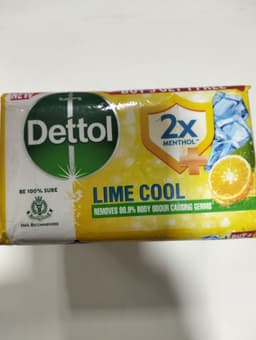 Dettol
2X
MENTHOL*
BE 100% SURE
LIME COOL
REMOVES 99.9% BODY ODOUR CAUSING GERMS